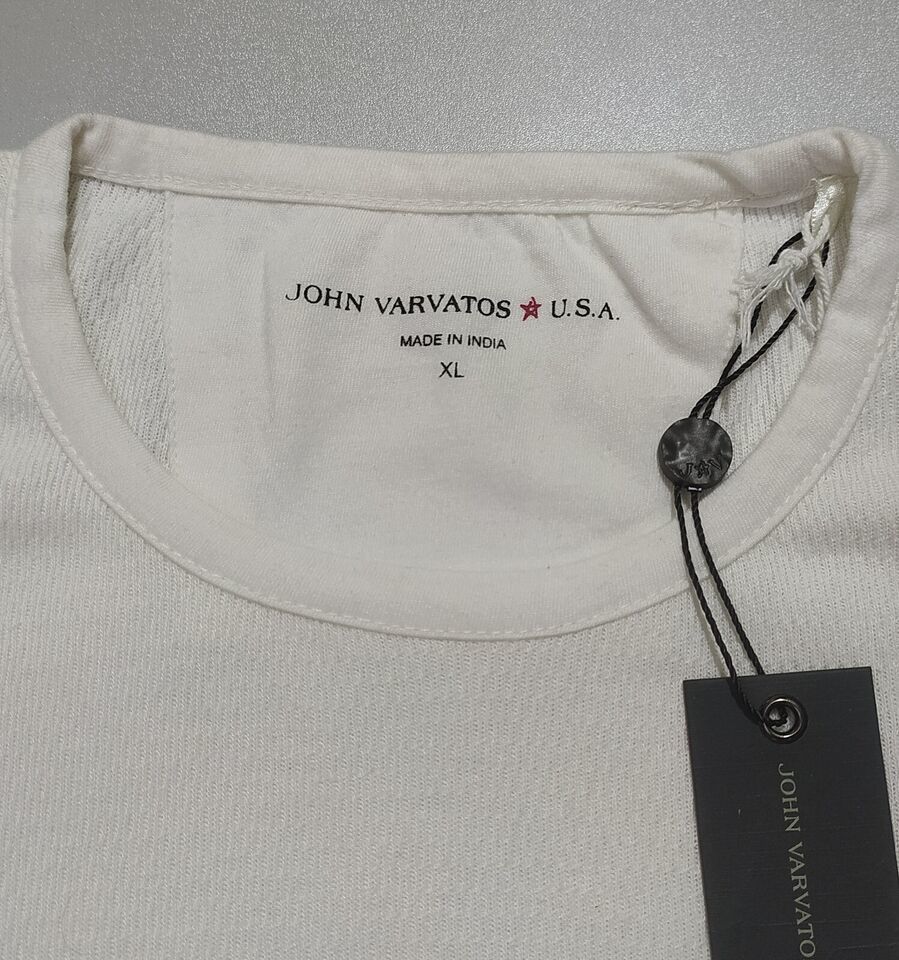 JOHN VARVATOS ★ U.S.A.
MADE IN INDIA
XL
JOHN VARVATO